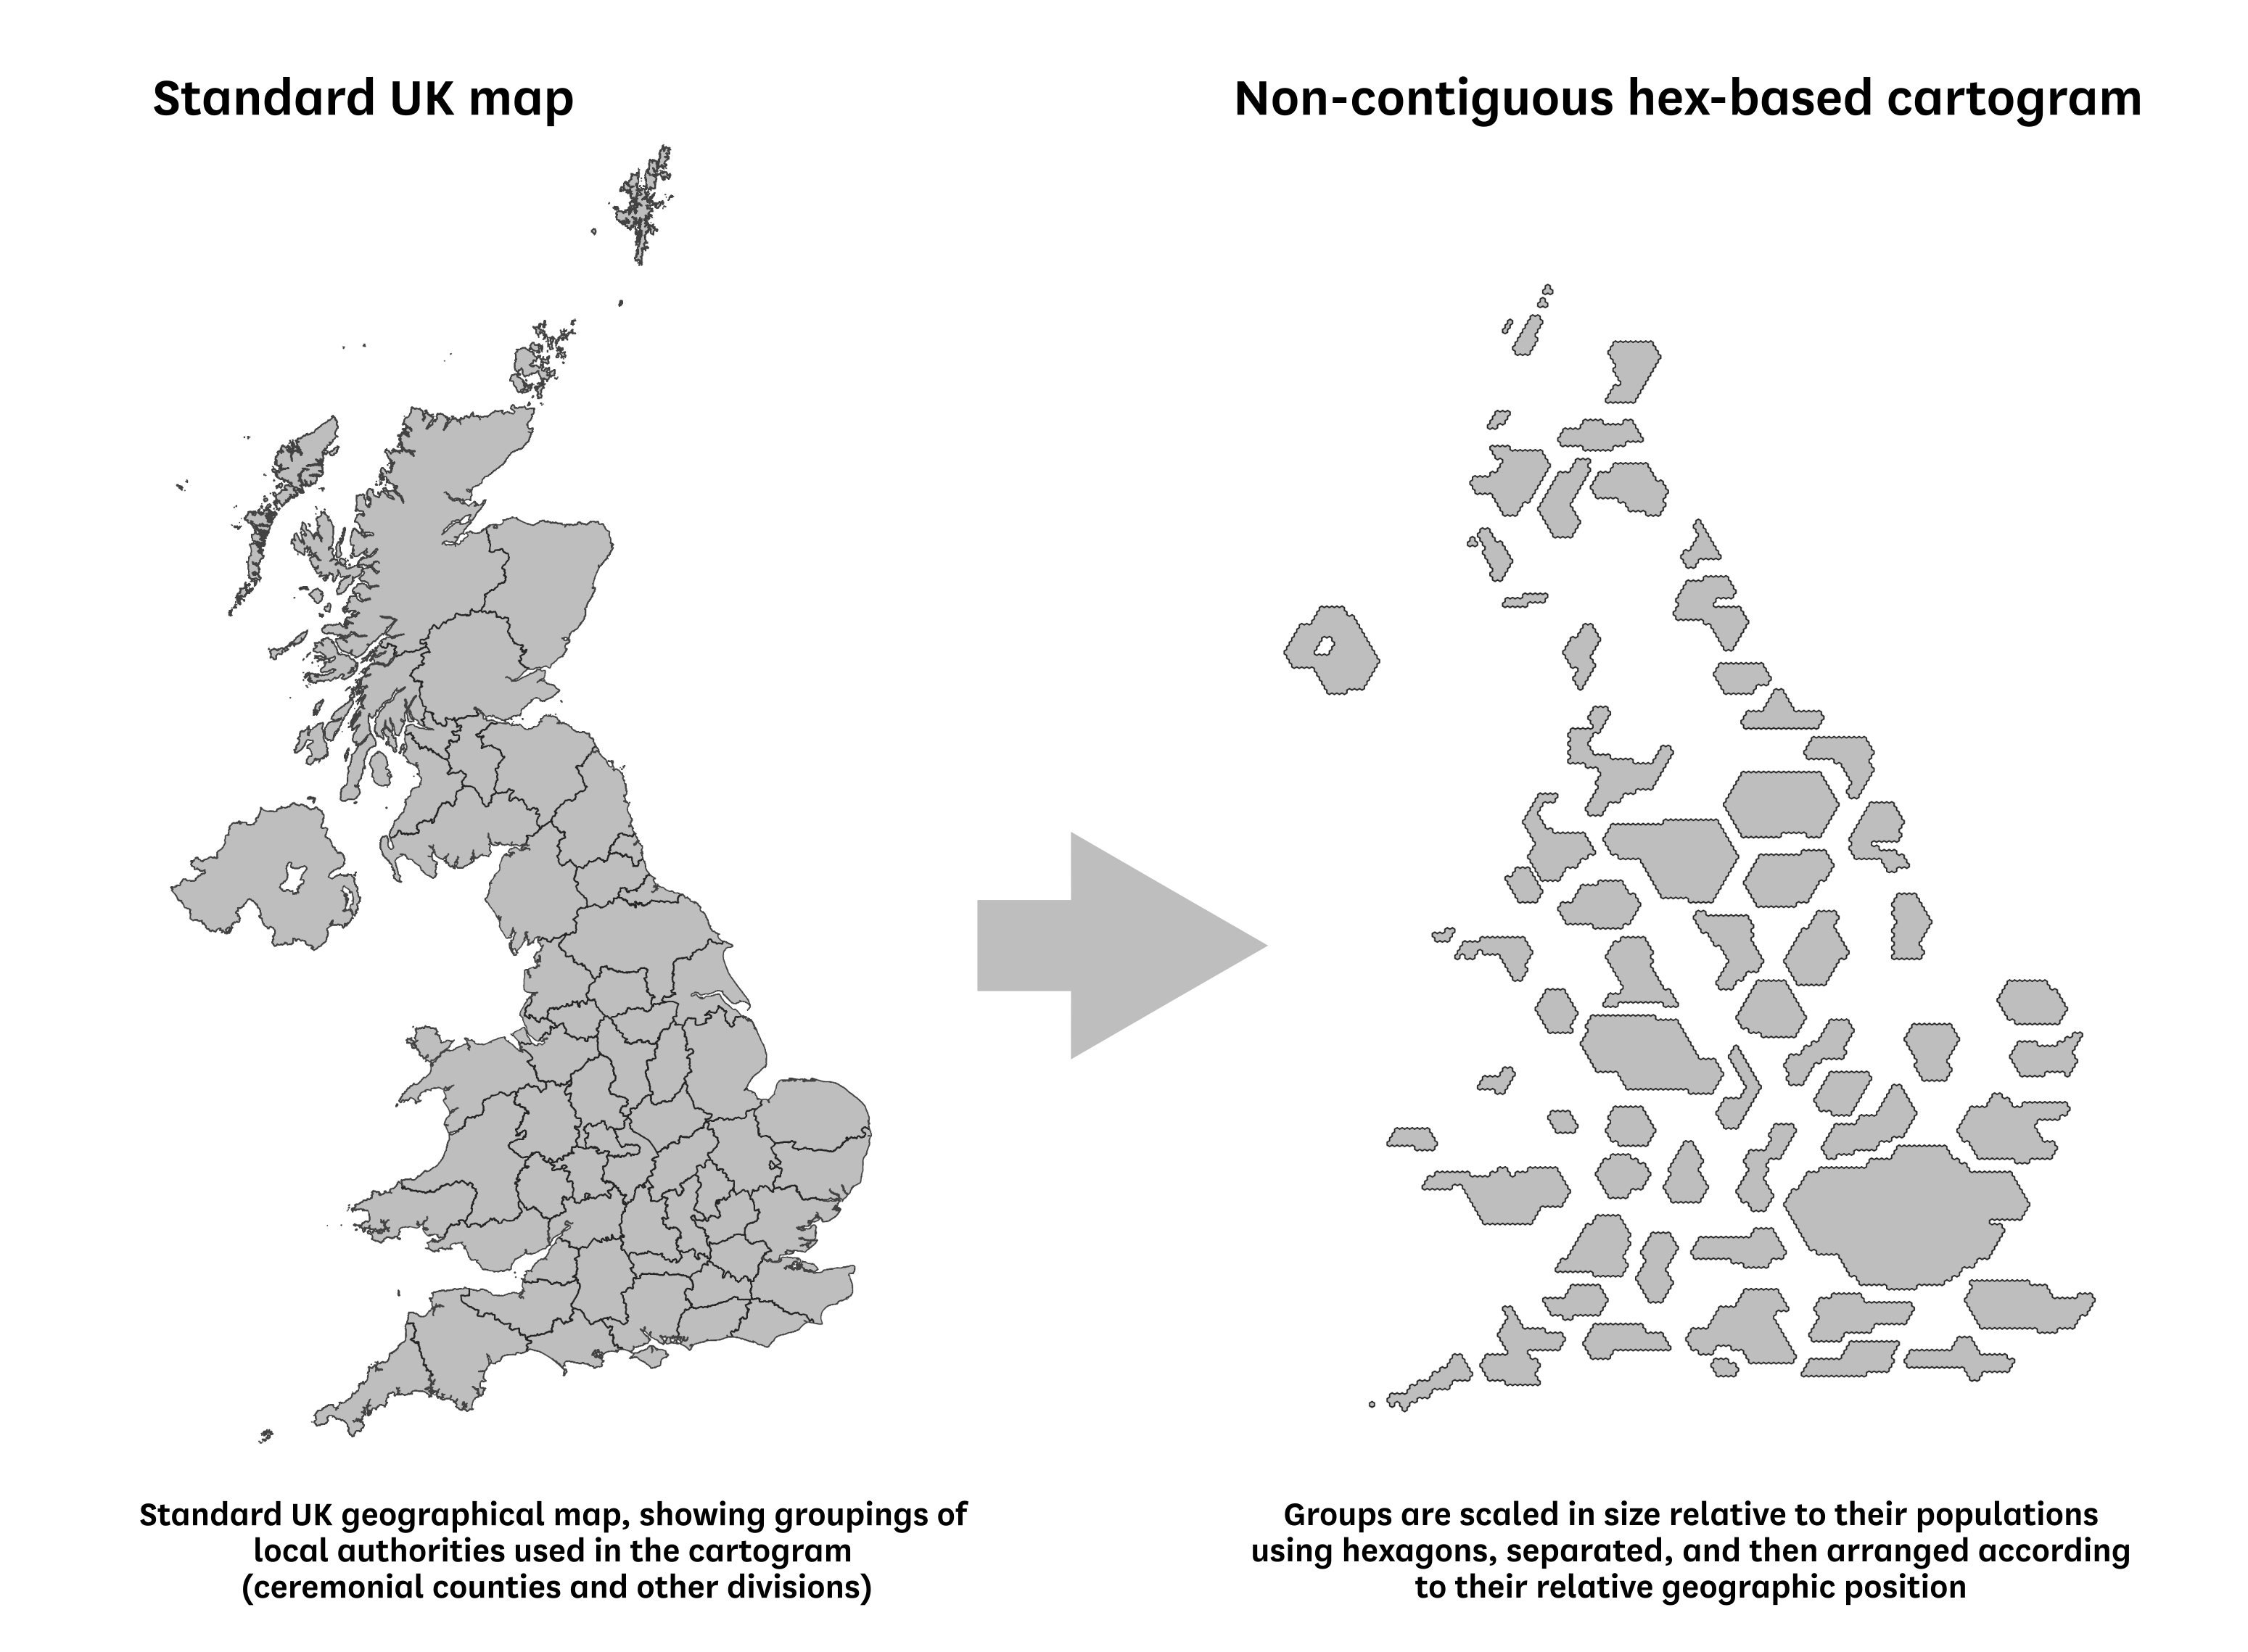 Standard UK map
Non-contiguous hex-based cartogram
Standard UK geographical map, showing groupings of
local authorities used in the cartogram
(ceremonial counties and other divisions)
Groups are scaled in size relative to their populations
using hexagons, separated, and then arranged according
to their relative geographic position